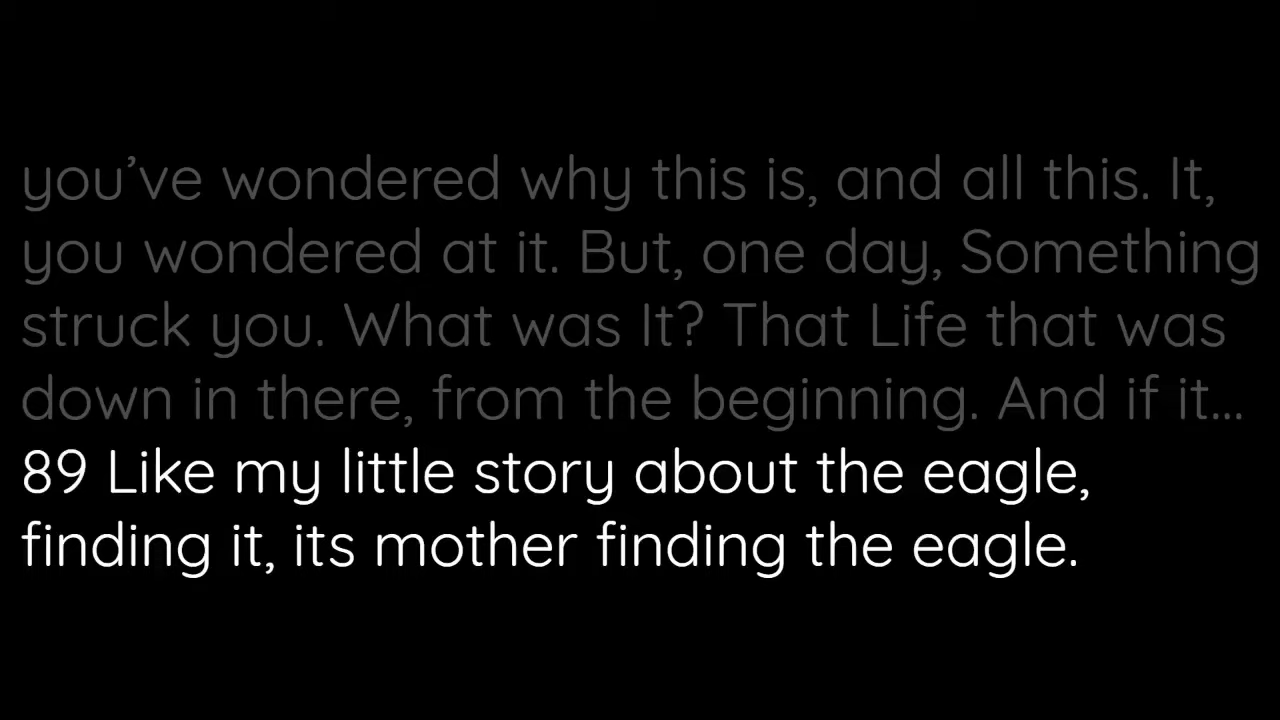 you’ve wondered why this is, and all this. It,
you wondered at it. But, one day, Something
struck you. What was It? That Life that was
down in there, from the beginning. And if it...
89 Like my little story about the eagle,
finding it, its mother finding the eagle.